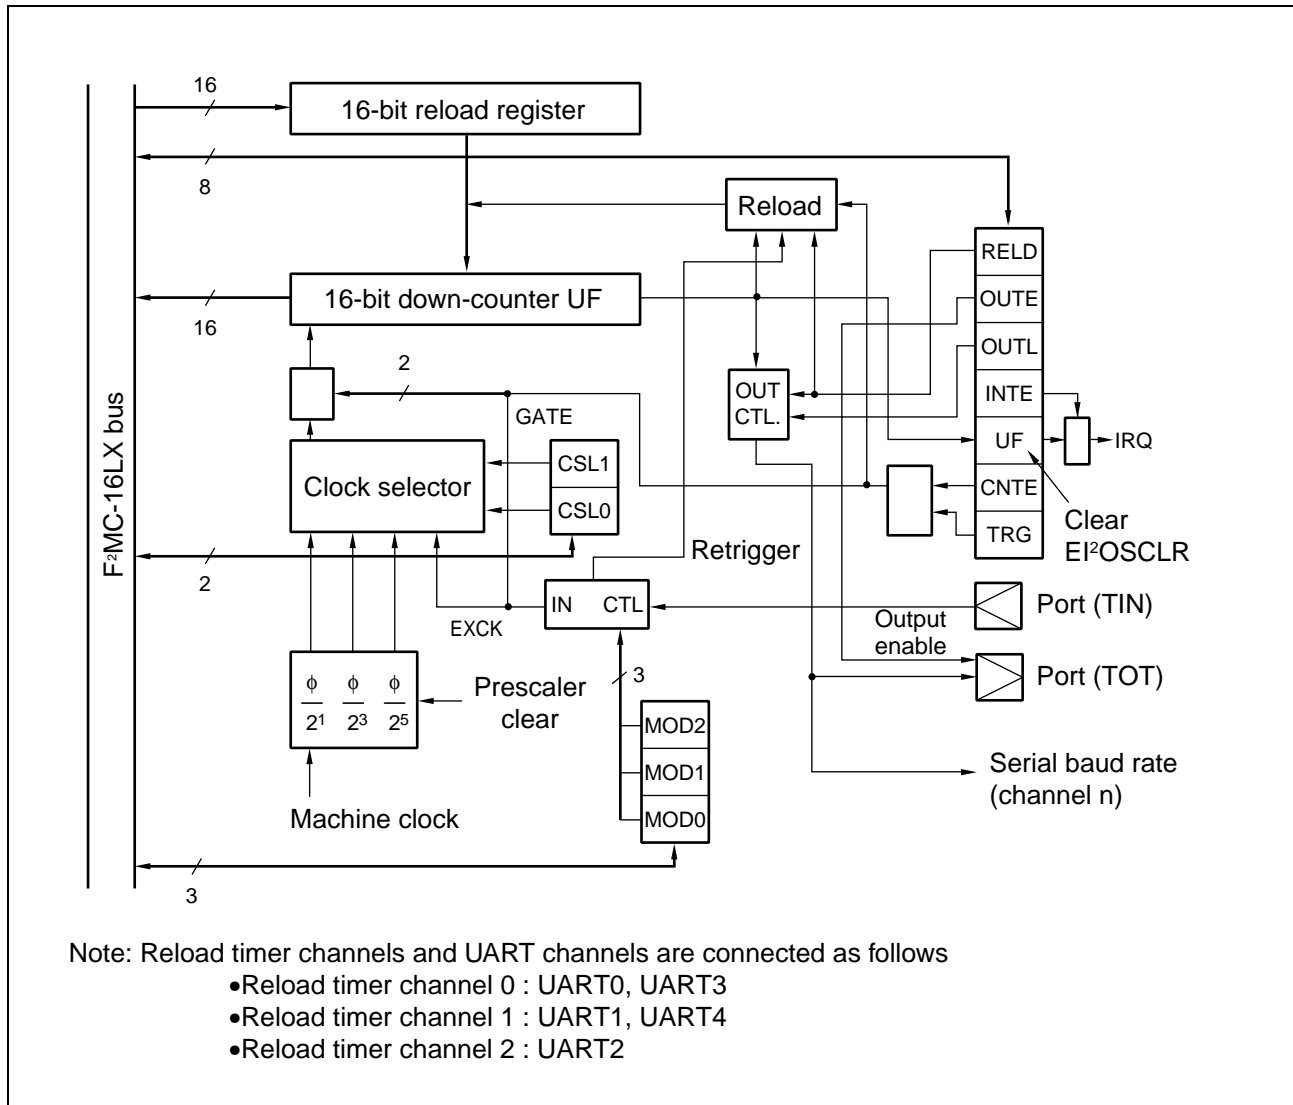 16
16-bit reload register
8
Reload
RELD
16-bit down-counter UF
OUTE
16
OUTL
2
OUT
CTL.
INTE
GATE
UF
IRQ
CSL1
Clock selector
CNTE
CSL0
Clear
EI²OSCLR
TRG
F²MC-16LX bus
2
Retrigger
IN CTL
Port (TIN)
EXCK
Output
enable
3
Port (TOT)
ϕ ϕ ϕ
2¹ 2³ 2⁵
Prescaler
clear
MOD2
MOD1
Serial baud rate
(channel n)
Machine clock
MOD0
3
Note: Reload timer channels and UART channels are connected as follows
•Reload timer channel 0 : UART0, UART3
•Reload timer channel 1 : UART1, UART4
•Reload timer channel 2 : UART2